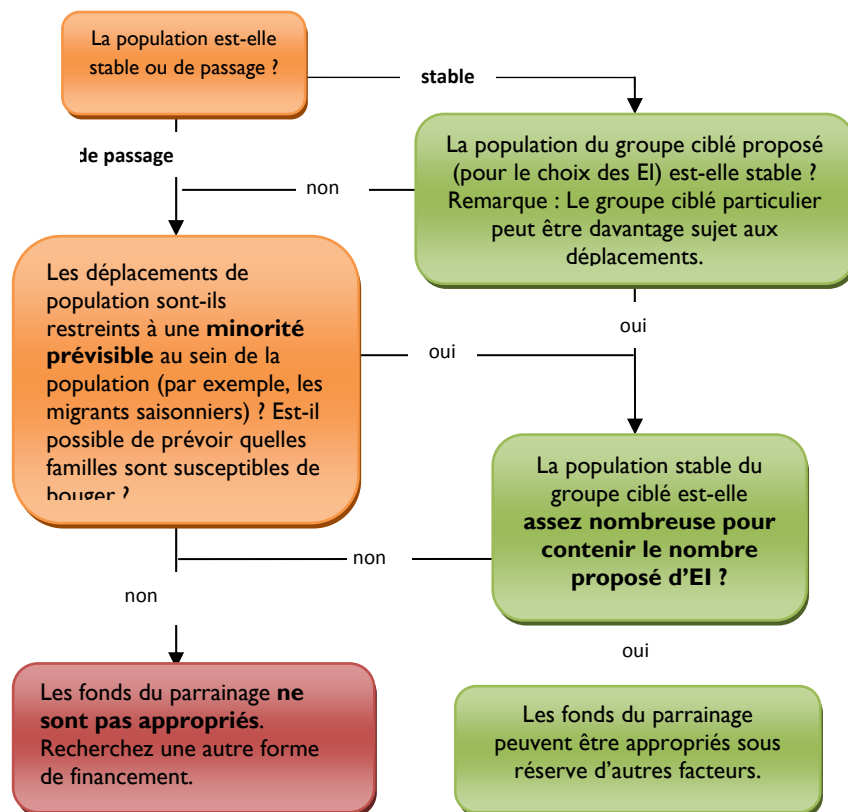 La population est-elle
stable ou de passage ?
stable
de passage
La population du groupe ciblé proposé
(pour le choix des EI) est-elle stable ?
Remarque : Le groupe ciblé particulier
peut être davantage sujet aux
déplacements.
non
oui
Les déplacements de
population sont-ils
restreints à une minorité
prévisible au sein de la
population (par exemple, les
migrants saisonniers) ? Est-il
possible de prévoir quelles
familles sont susceptibles de
bouger ?
oui
La population stable du
groupe ciblé est-elle
assez nombreuse pour
contenir le nombre
proposé d'EI ?
non
non
oui
Les fonds du parrainage ne
sont pas appropriés.
Recherchez une autre forme
de financement.
Les fonds du parrainage
peuvent être appropriés sous
réserve d'autres facteurs.